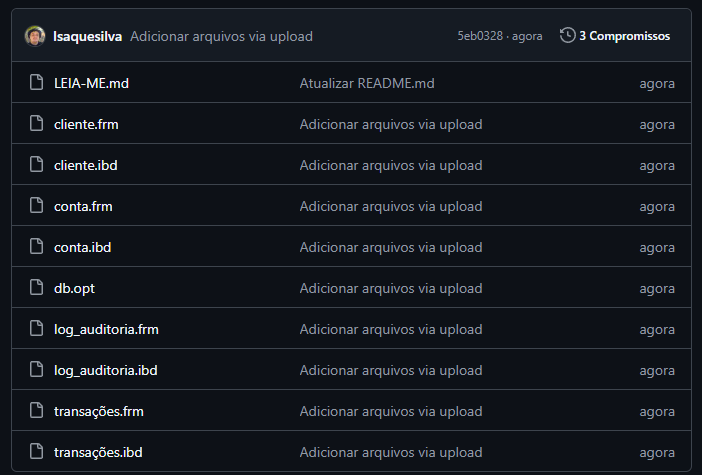 Isaquesilva Adicionar arquivos via upload 5eb0328 · agora 3 Compromissos
LEIA-ME.md Atualizar README.md agora
cliente.frm Adicionar arquivos via upload agora
cliente.ibd Adicionar arquivos via upload agora
conta.frm Adicionar arquivos via upload agora
conta.ibd Adicionar arquivos via upload agora
db.opt Adicionar arquivos via upload agora
log_auditoria.frm Adicionar arquivos via upload agora
log_auditoria.ibd Adicionar arquivos via upload agora
transações.frm Adicionar arquivos via upload agora
transações.ibd Adicionar arquivos via upload agora